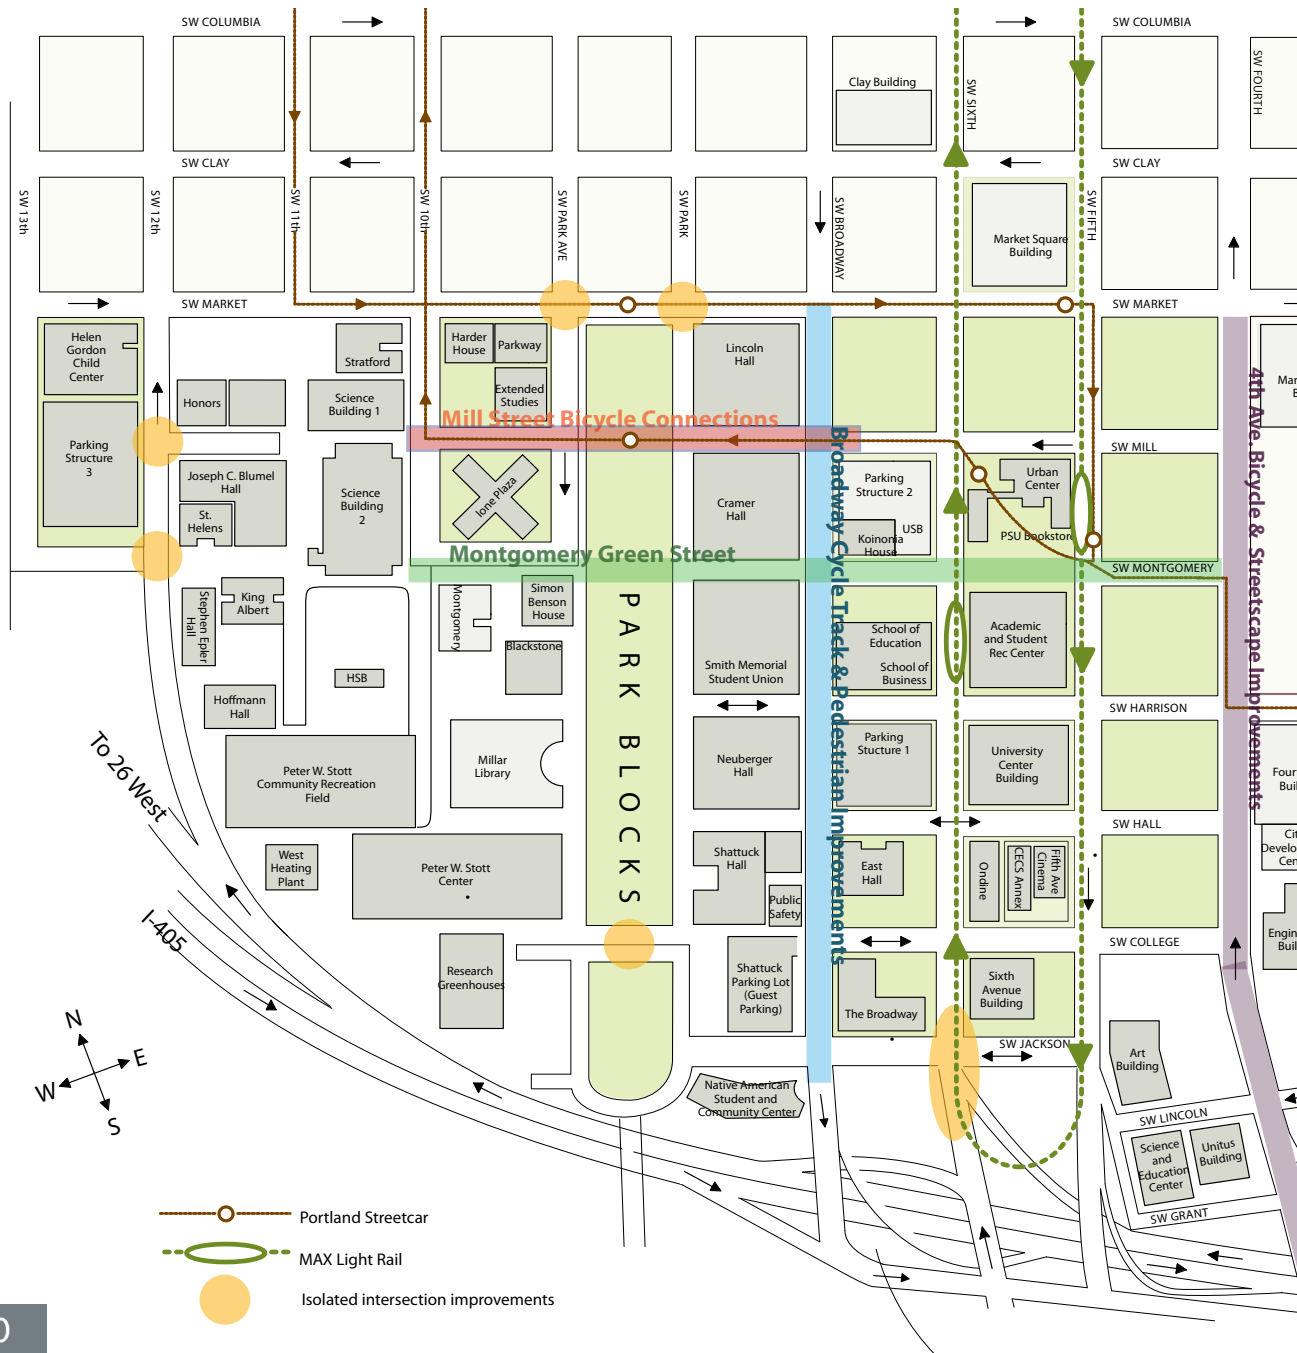 SW COLUMBIA
SW COLUMBIA
SW FOURTH
Clay Building
SW SIXTH
SW CLAY
SW CLAY
SW 13th
SW 12th
SW 11th
SW 10th
SW PARK AVE
SW PARK
SW BROADWAY
SW FIFTH
Market Square
Building
SW MARKET
SW MARKET
Helen
Gordon
Child
Center
Stratford
Harder
House
Parkway
Lincoln
Hall
Extended
Studies
Honors
Science
Building 1
Mill Street Bicycle Connections
SW MILL
Parking
Structure
3
Joseph C. Blumel
Hall
St.
Helens
Science
Building
2
Ione Plaza
Cramer
Hall
Parking
Structure 2
USB
Koinonia
House
Urban
Center
PSU Bookstore
Montgomery Green Street
SW MONTGOMERY
Broadway Cycle Track & Pedestrian Improvements
4th Ave. Bicycle & Streetscape Improvements
King
Albert
Stephen Epler
Hall
Montgomery
Simon
Benson
House
Blackstone
PARK BLOCKS
Smith Memorial
Student Union
School of
Education
School of
Business
Academic
and Student
Rec Center
HSB
Hoffmann
Hall
SW HARRISON
To 26 West
Peter W. Stott
Community Recreation
Field
Millar
Library
Neuberger
Hall
Parking
Stucture 1
University
Center
Building
SW HALL
West
Heating
Plant
Peter W. Stott
Center
Shattuck
Hall
Public
Safety
East
Hall
Ondine
CECS Annex
Fifth Ave
Cinema
I-405
SW COLLEGE
Research
Greenhouses
Shattuck
Parking Lot
(Guest
Parking)
The Broadway
Sixth
Avenue
Building
SW JACKSON
N
E
W
S
Native American
Student and
Community Center
Art
Building
SW LINCOLN
Science
and
Education
Center
Unitus
Building
SW GRANT
Portland Streetcar
MAX Light Rail
Isolated intersection improvements